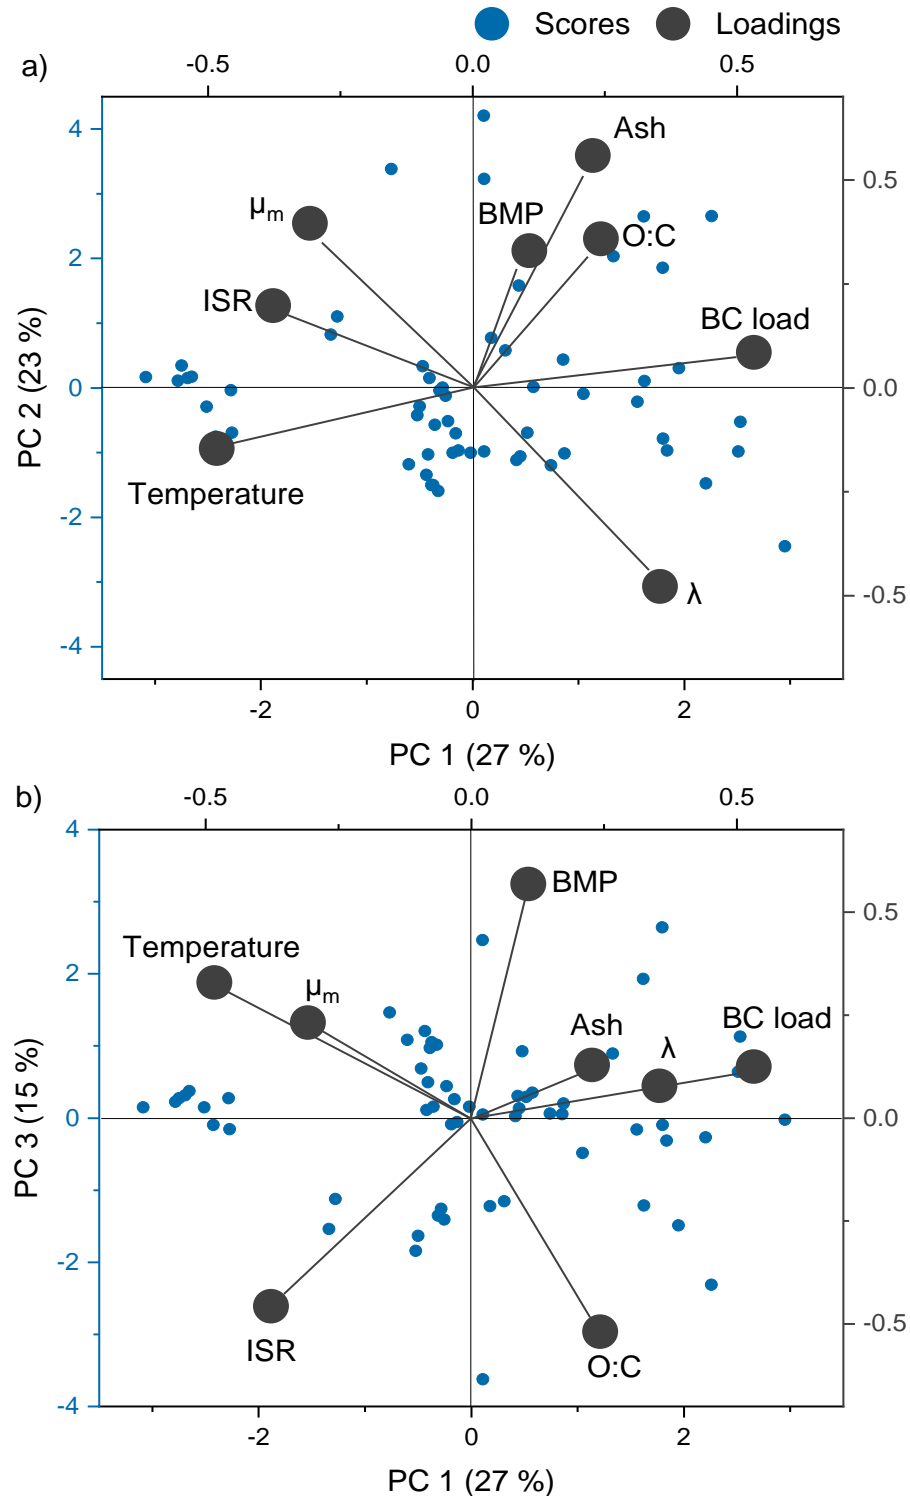 Scores Loadings
a)
-0.5 0.0 0.5
4
Ash
0.5
μm
BMP
O:C
2
ISR
BC load
0
0.0
PC 2 (23 %)
Temperature
-2
λ
-0.5
-4
-2 0 2
PC 1 (27 %)
b)
-0.5 0.0 0.5
4
BMP
0.5
Temperature
2
μm
Ash
λ
BC load
0
0.0
PC 3 (15 %)
-2
ISR
O:C
-0.5
-4
-2 0 2
PC 1 (27 %)